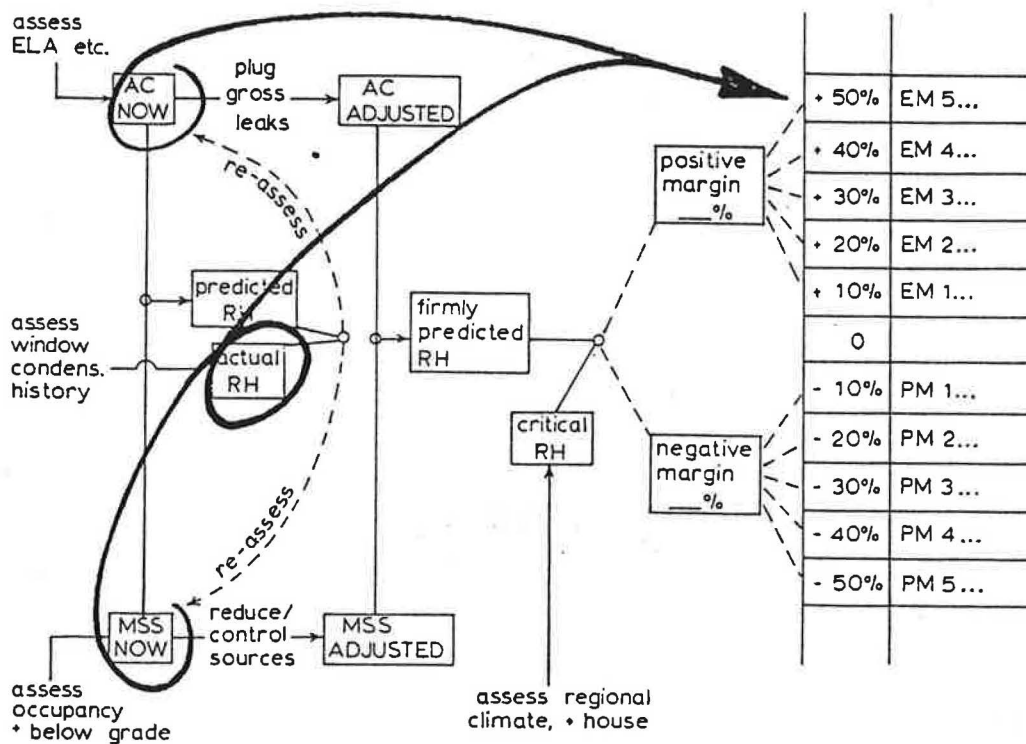 assess
ELA etc.
AC
NOW
plug
gross
leaks
AC
ADJUSTED
re-assess
predicted
RH
actual
RH
assess
window
condens.
history
firmly
predicted
RH
critical
RH
positive
margin
___%
negative
margin
___%
re-assess
MSS
NOW
reduce/
control
sources
MSS
ADJUSTED
assess
occupancy
+ below grade
assess regional
climate, + house
+ 50% EM 5...
+ 40% EM 4...
+ 30% EM 3...
+ 20% EM 2...
+ 10% EM 1...
0
- 10% PM 1...
- 20% PM 2...
- 30% PM 3...
- 40% PM 4...
- 50% PM 5...